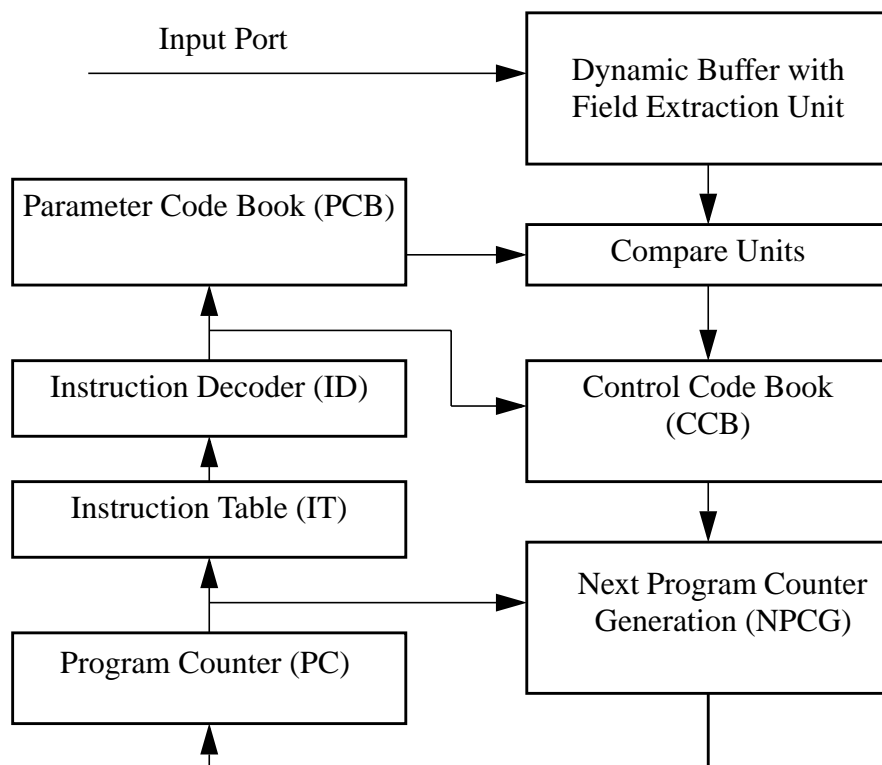 Input Port
Dynamic Buffer with
Field Extraction Unit
Parameter Code Book (PCB)
Compare Units
Instruction Decoder (ID)
Control Code Book
(CCB)
Instruction Table (IT)
Next Program Counter
Generation (NPCG)
Program Counter (PC)